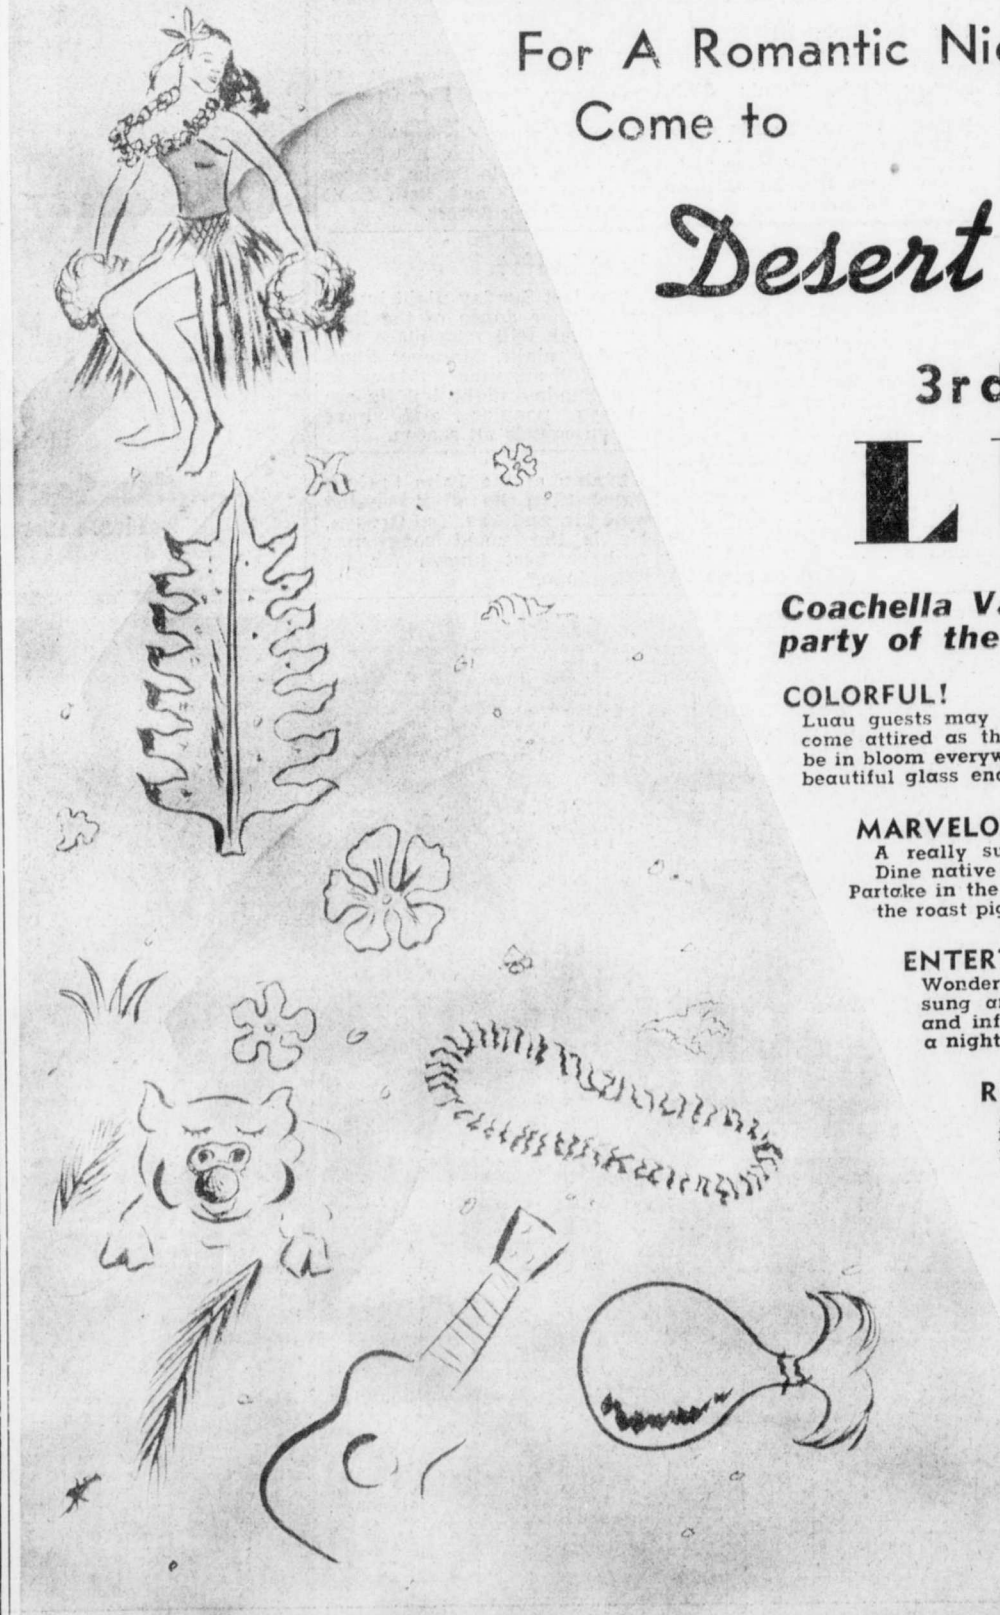 For A Romantic Nig
Come to
Desert
3rd
L
Coachella Va
party of the
COLORFUL!
Luau guests may
come attired as th
be in bloom everyw
beautiful glass enc
MARVELO
A really su
Dine native
Partake in the
the roast pig
ENTERT
Wonder
sung a
and inf
a night
R